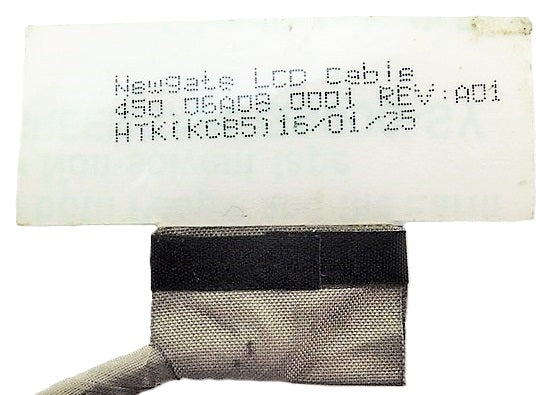 Newgate LCD Cable
450.06A08.0001 REV:A01
HTK(KCB5)16/01/25